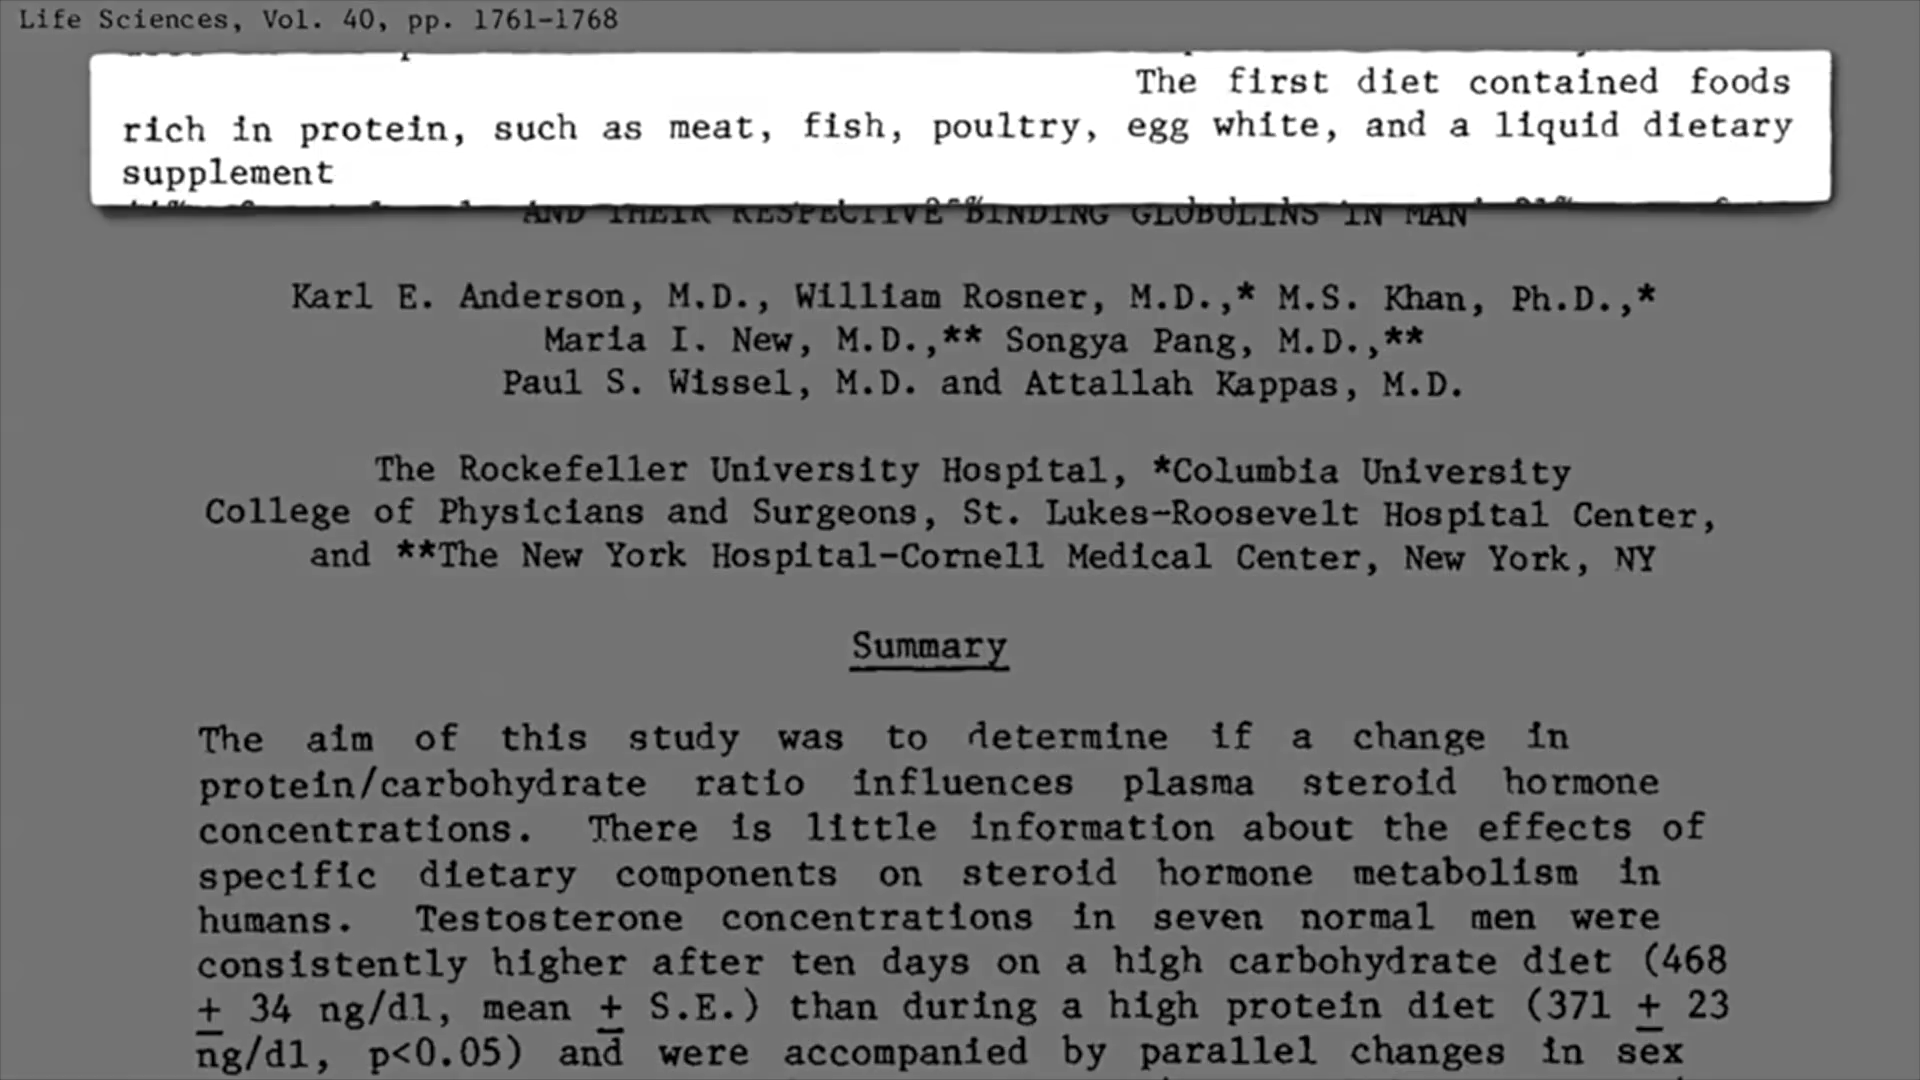 Life Sciences, Vol. 40, pp. 1761-1768
The first diet contained foods
rich in protein, such as meat, fish, poultry, egg white, and a liquid dietary
supplement
AND THEIR RESPECTIVE BINDING GLOBULINS IN MAN
Karl E. Anderson, M.D., William Rosner, M.D.,* M.S. Khan, Ph.D.,*
Maria I. New, M.D.,** Songya Pang, M.D.,**
Paul S. Wissel, M.D. and Attallah Kappas, M.D.
The Rockefeller University Hospital, *Columbia University
College of Physicians and Surgeons, St. Lukes-Roosevelt Hospital Center,
and **The New York Hospital-Cornell Medical Center, New York, NY
Summary
The aim of this study was to determine if a change in
protein/carbohydrate ratio influences plasma steroid hormone
concentrations. There is little information about the effects of
specific dietary components on steroid hormone metabolism in
humans. Testosterone concentrations in seven normal men were
consistently higher after ten days on a high carbohydrate diet (468
± 34 ng/dl, mean ± S.E.) than during a high protein diet (371 ± 23
ng/dl, p<0.05) and were accompanied by parallel changes in sex